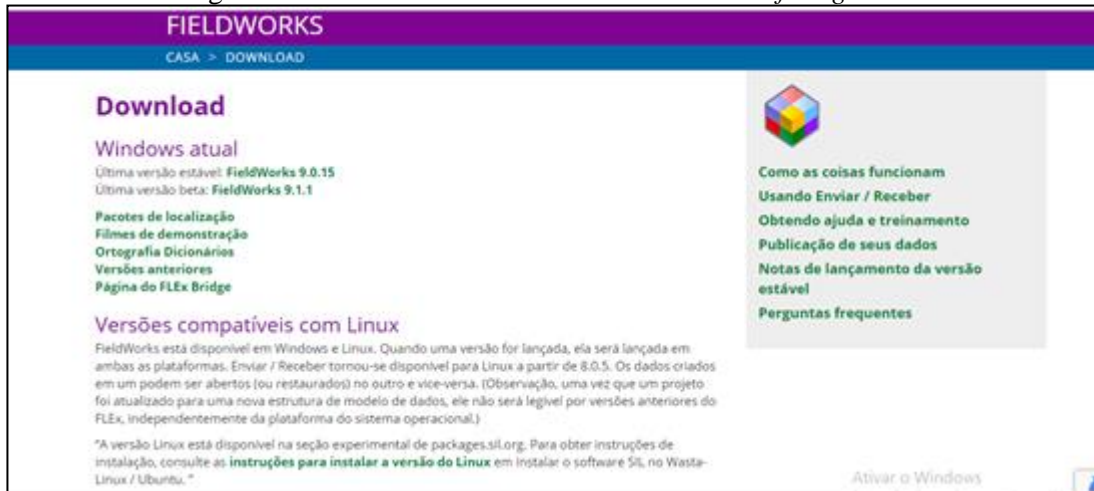 FIELDWORKS
CASA > DOWNLOAD
Download
Windows atual
Última versão estável: FieldWorks 9.0.15
Última versão beta: FieldWorks 9.1.1
Pacotes de localização
Filmes de demonstração
Ortografia Dicionários
Versões anteriores
Página do FLEx Bridge
Versões compatíveis com Linux
FieldWorks está disponível em Windows e Linux. Quando uma versão for lançada, ela será lançada em
ambas as plataformas. Enviar / Receber tornou-se disponível para Linux a partir de 8.0.5. Os dados criados
em um podem ser abertos (ou restaurados) no outro e vice-versa. (Observação, uma vez que um projeto
foi atualizado para uma nova estrutura de modelo de dados, ele não será legível por versões anteriores do
FLEx, independentemente da plataforma do sistema operacional.)
"A versão Linux está disponível na seção experimental de packages.sil.org. Para obter instruções de
instalação, consulte as instruções para instalar a versão do Linux em Instalar o software SIL no Wasta-
Linux / Ubuntu. "
Como as coisas funcionam
Usando Enviar / Receber
Obtendo ajuda e treinamento
Publicação de seus dados
Notas de lançamento da versão
estável
Perguntas frequentes
Ativar o Windows